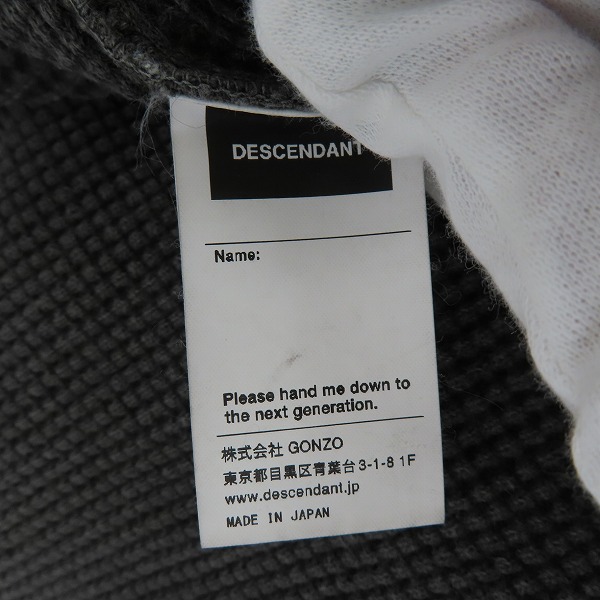 DESCENDANT
Name:
Please hand me down to
the next generation.
株式会社 GONZO
東京都目黒区青葉台3-1-8 1F
www.descendant.jp
MADE IN JAPAN